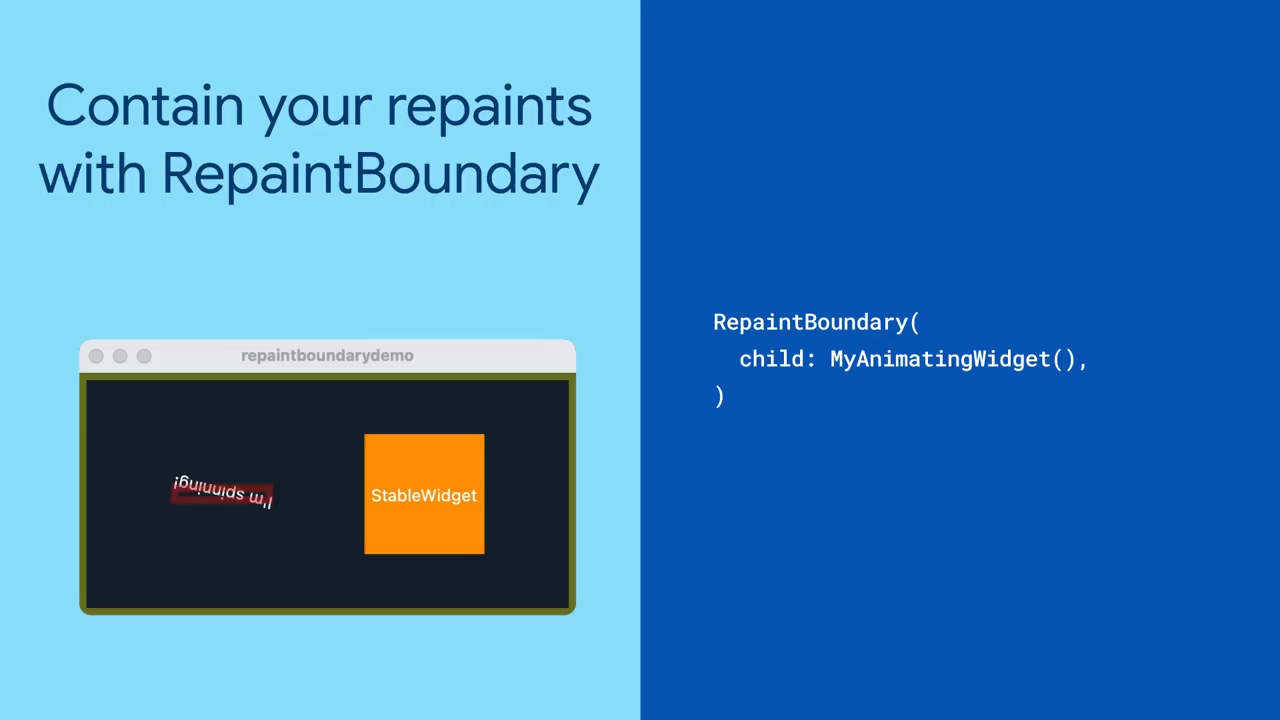 Contain your repaints
with RepaintBoundary
repaintboundarydemo
I'm spinning!
StableWidget
RepaintBoundary(
  child: MyAnimatingWidget(),
)